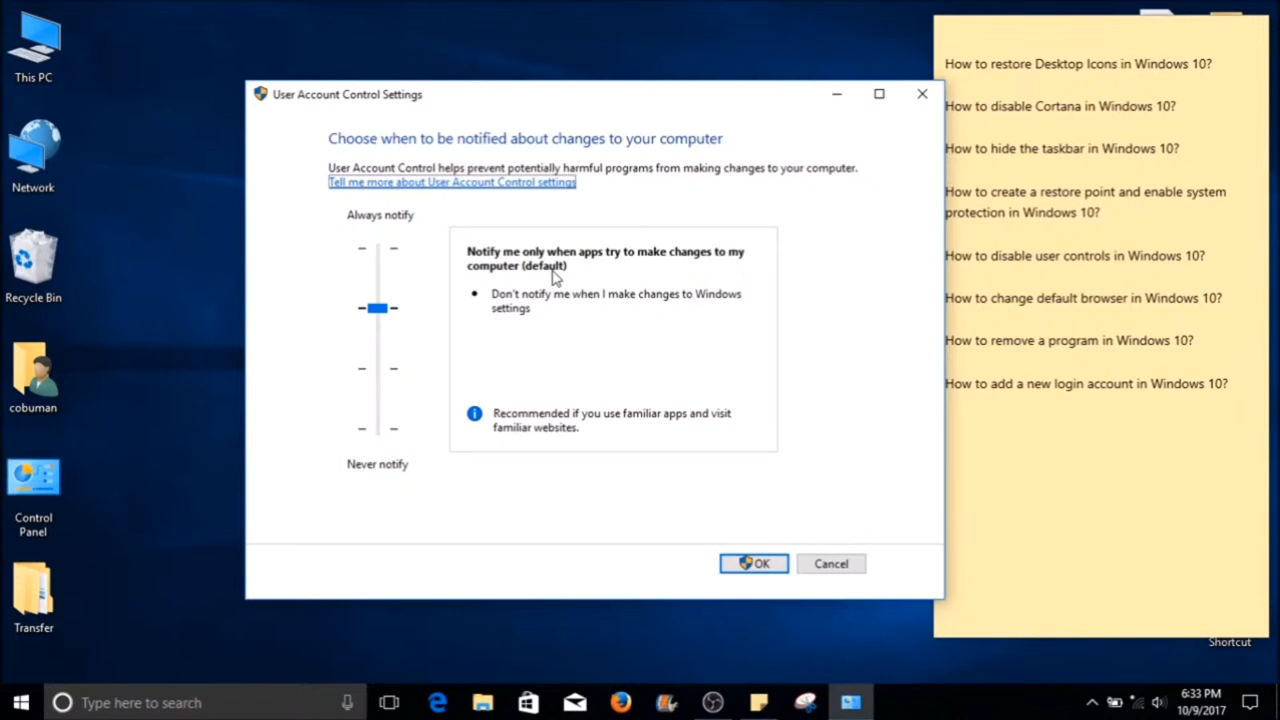 This PC
Network
Recycle Bin
cobuman
Control
Panel
Transfer
User Account Control Settings
Choose when to be notified about changes to your computer
User Account Control helps prevent potentially harmful programs from making changes to your computer.
Tell me more about User Account Control settings
Always notify
Notify me only when apps try to make changes to my
computer (default)
• Don't notify me when I make changes to Windows
settings
Recommended if you use familiar apps and visit
familiar websites.
Never notify
OK
Cancel
How to restore Desktop Icons in Windows 10?
How to disable Cortana in Windows 10?
How to hide the taskbar in Windows 10?
How to create a restore point and enable system
protection in Windows 10?
How to disable user controls in Windows 10?
How to change default browser in Windows 10?
How to remove a program in Windows 10?
How to add a new login account in Windows 10?
Shortcut
Type here to search
6:33 PM
10/9/2017